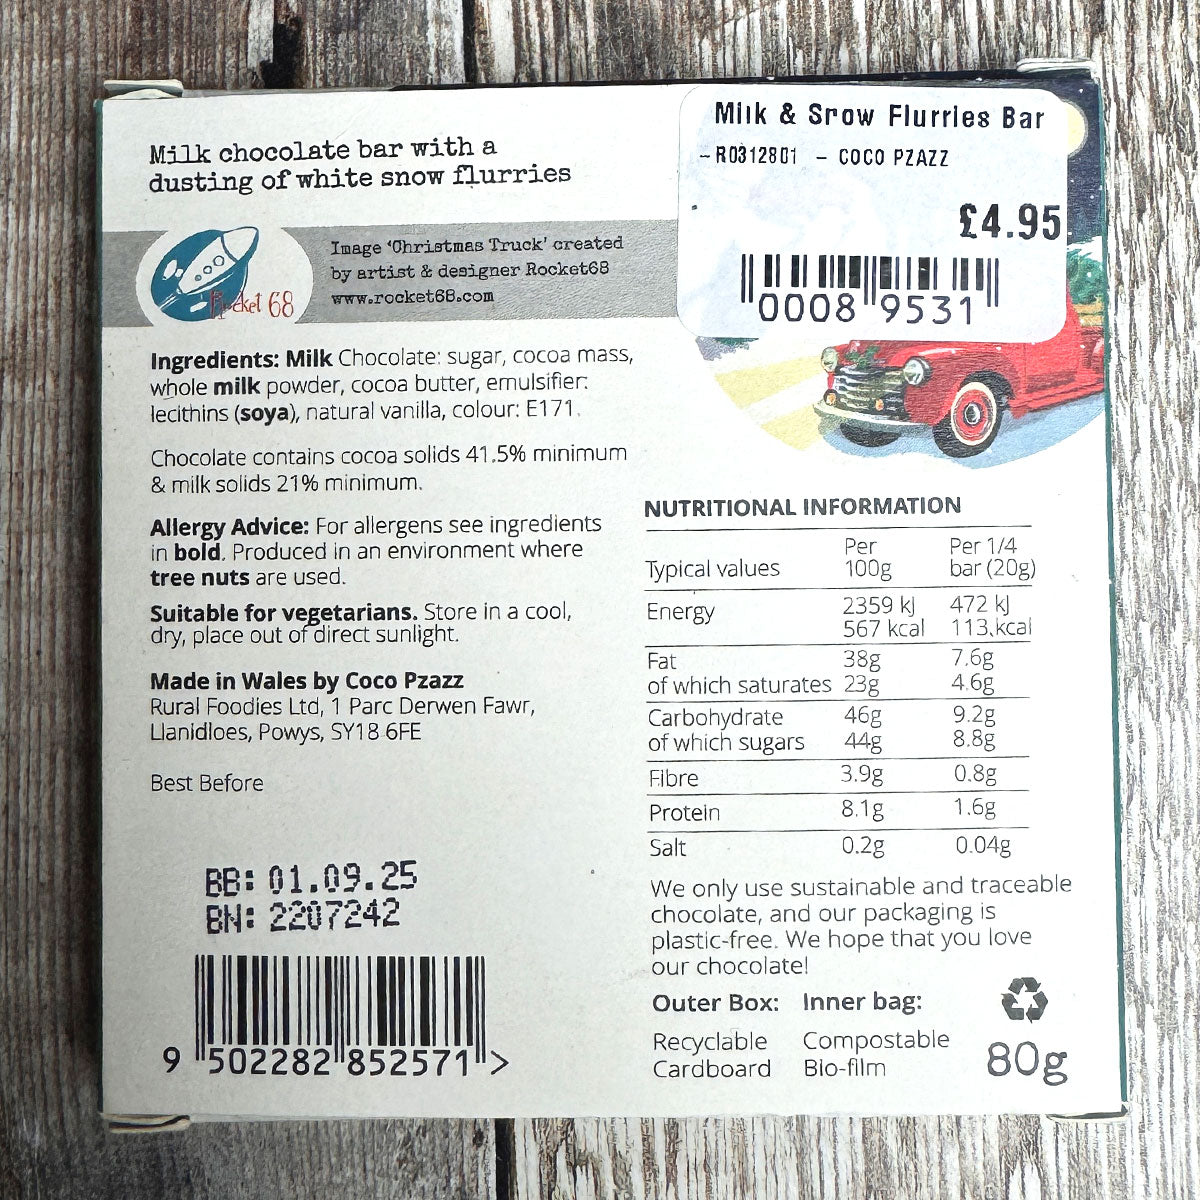 Milk & Snow Flurries Bar
- R0312801 - COCO PZAZZ
£4.95
00089531
Milk chocolate bar with a
dusting of white snow flurries
Rocket 68
Image 'Christmas Truck' created
by artist & designer Rocket68
www.rocket68.com
Ingredients: Milk Chocolate: sugar, cocoa mass,
whole milk powder, cocoa butter, emulsifier:
lecithins (soya), natural vanilla, colour: E171.
Chocolate contains cocoa solids 41.5% minimum
& milk solids 21% minimum.
Allergy Advice: For allergens see ingredients
in bold. Produced in an environment where
tree nuts are used.
Suitable for vegetarians. Store in a cool,
dry, place out of direct sunlight.
Made in Wales by Coco Pzazz
Rural Foodies Ltd, 1 Parc Derwen Fawr,
Llanidloes, Powys, SY18 6FE
Best Before
BB: 01.09.25
BN: 2207242
9 502282 852571 >
NUTRITIONAL INFORMATION
Typical values Per 100g Per 1/4 bar (20g)
Energy 2359 kJ 472 kJ
567 kcal 113.kcal
Fat 38g 7.6g
of which saturates 23g 4.6g
Carbohydrate 46g 9.2g
of which sugars 44g 8.8g
Fibre 3.9g 0.8g
Protein 8.1g 1.6g
Salt 0.2g 0.04g
We only use sustainable and traceable
chocolate, and our packaging is
plastic-free. We hope that you love
our chocolate!
Outer Box: Inner bag:
Recyclable Compostable
Cardboard Bio-film
80g